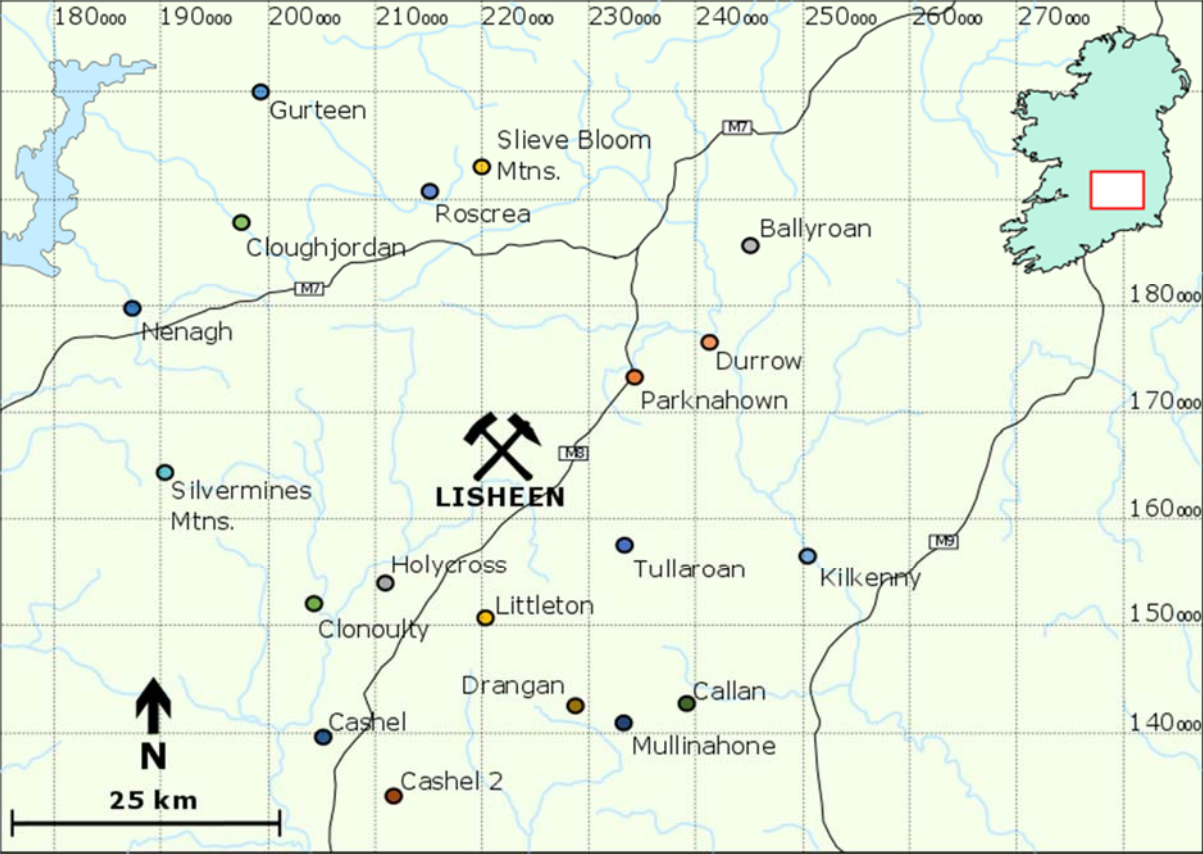 180000 190000 200000 210000 220000 230000 240000 250000 260000 270000
Gurteen
M7
Slieve Bloom
Mtns.
Roscrea
Ballyroan
Cloughjordan
M7
180000
Nenagh
Durrow
Parknahown
170000
M8
Silvermines
Mtns.
LISHEEN
160000
M9
Holycross
Tullaroan
Kilkenny
Littleton
150000
Clonoulty
Drangan
Callan
Cashel
140000
Mullinahone
N
Cashel 2
25 km